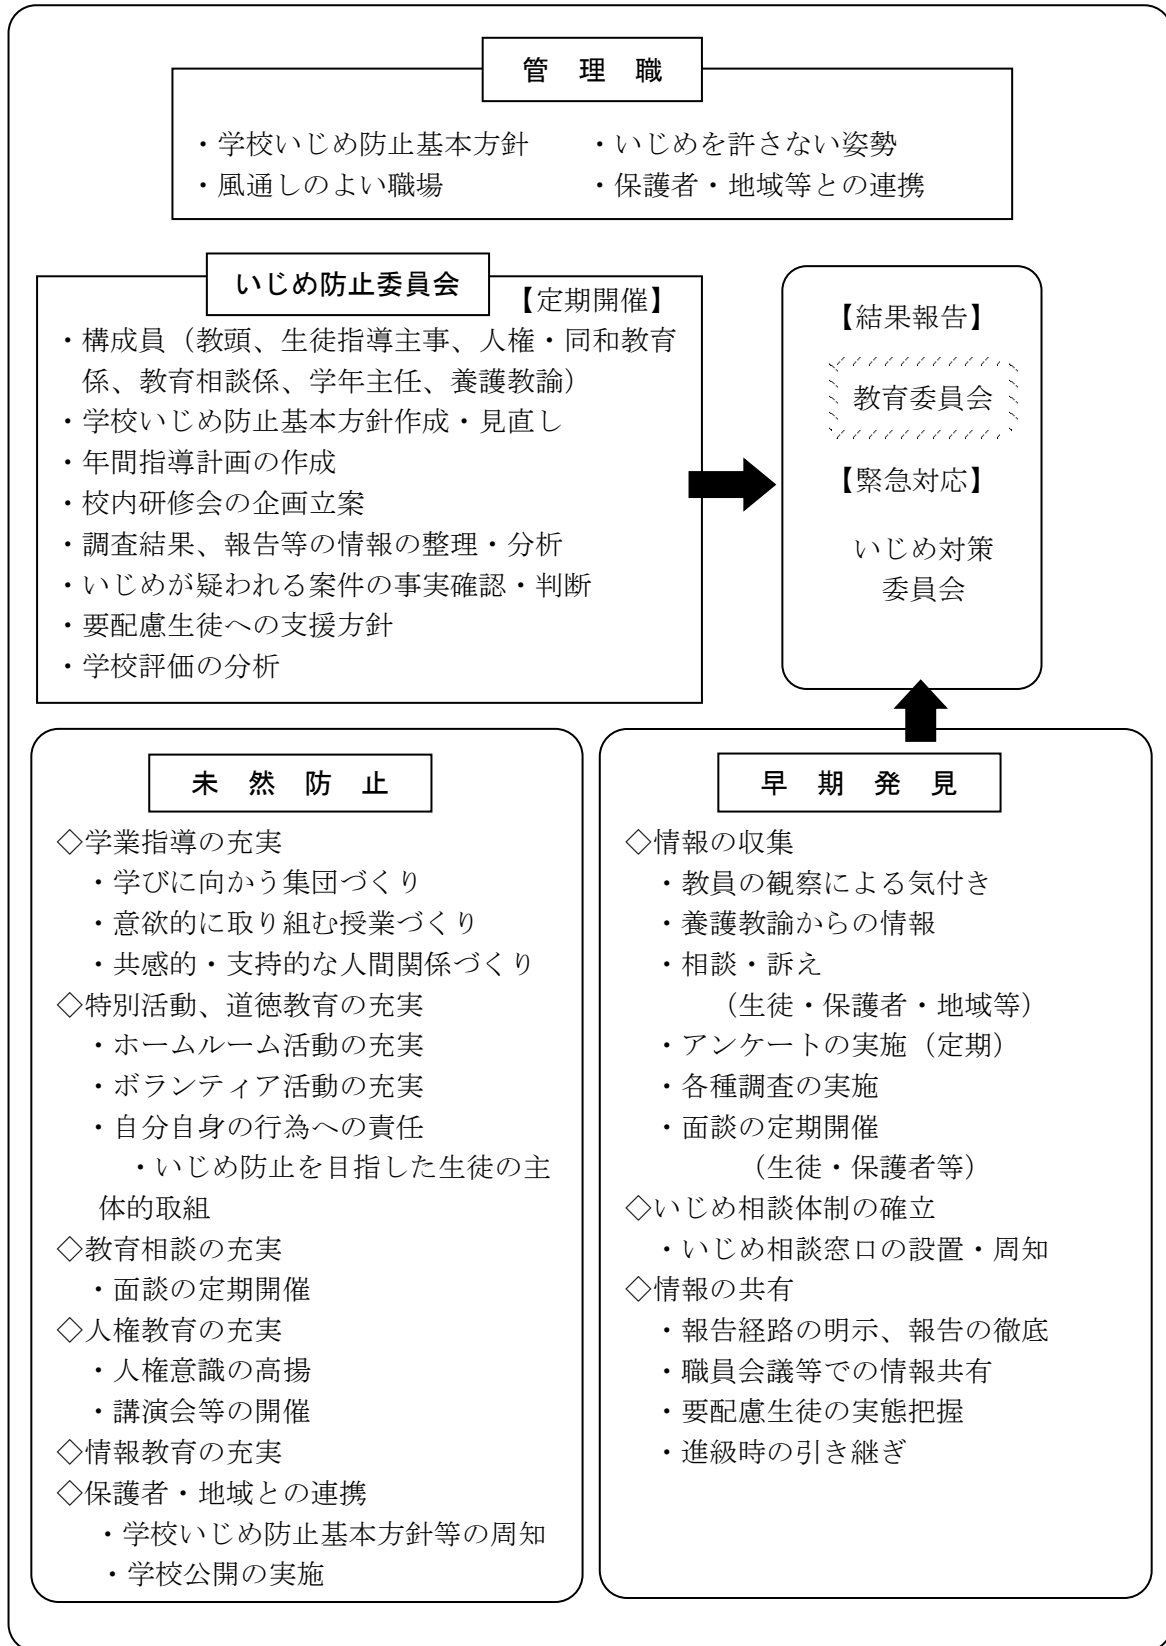 管 理 職
・学校いじめ防止基本方針 ・いじめを許さない姿勢
・風通しのよい職場 ・保護者・地域等との連携
いじめ防止委員会
【定期開催】
・構成員（教頭、生徒指導主事、人権・同和教育
係、教育相談係、学年主任、養護教諭）
・学校いじめ防止基本方針作成・見直し
・年間指導計画の作成
・校内研修会の企画立案
・調査結果、報告等の情報の整理・分析
・いじめが疑われる案件の事実確認・判断
・要配慮生徒への支援方針
・学校評価の分析
【結果報告】
教育委員会
【緊急対応】
いじめ対策
委員会
未 然 防 止
◇学業指導の充実
・学びに向かう集団づくり
・意欲的に取り組む授業づくり
・共感的・支持的な人間関係づくり
◇特別活動、道徳教育の充実
・ホームルーム活動の充実
・ボランティア活動の充実
・自分自身の行為への責任
・いじめ防止を目指した生徒の主
体的取組
◇教育相談の充実
・面談の定期開催
◇人権教育の充実
・人権意識の高揚
・講演会等の開催
◇情報教育の充実
◇保護者・地域との連携
・学校いじめ防止基本方針等の周知
・学校公開の実施
早 期 発 見
◇情報の収集
・教員の観察による気付き
・養護教諭からの情報
・相談・訴え
（生徒・保護者・地域等）
・アンケートの実施（定期）
・各種調査の実施
・面談の定期開催
（生徒・保護者等）
◇いじめ相談体制の確立
・いじめ相談窓口の設置・周知
◇情報の共有
・報告経路の明示、報告の徹底
・職員会議等での情報共有
・要配慮生徒の実態把握
・進級時の引き継ぎ